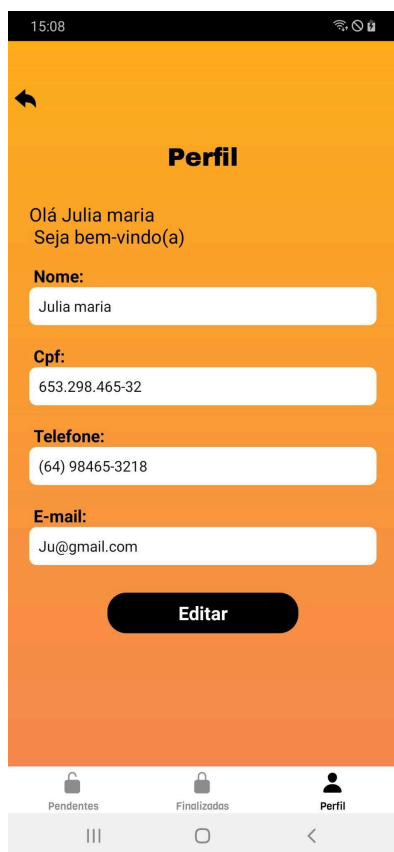 15:08
Perfil
Olá Julia maria
Seja bem-vindo(a)
Nome:
Julia maria
Cpf:
653.298.465-32
Telefone:
(64) 98465-3218
E-mail:
Ju@gmail.com
Editar
Pendentes Finalizadas Perfil